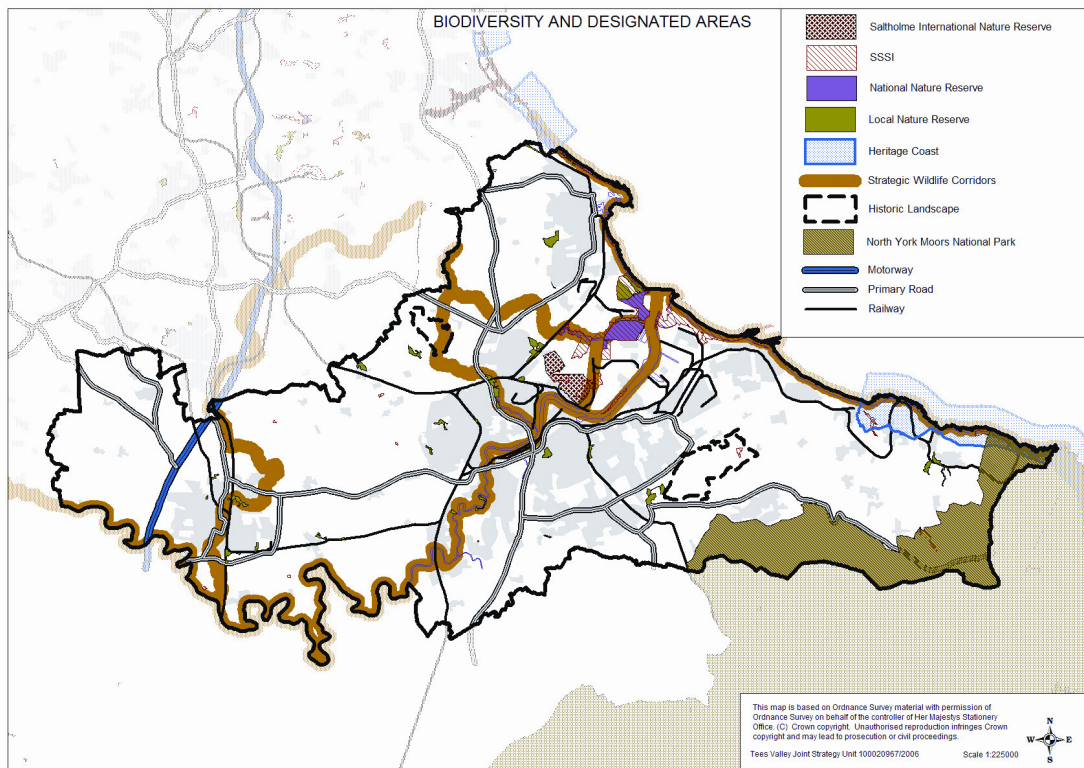 BIODIVERSITY AND DESIGNATED AREAS
Saltholme International Nature Reserve
SSSI
National Nature Reserve
Local Nature Reserve
Heritage Coast
Strategic Wildlife Corridors
Historic Landscape
North York Moors National Park
Motorway
Primary Road
Railway
This map is based on Ordnance Survey material with permission of
Ordnance Survey on behalf of the controller of Her Majestys Stationery
Office. (C) Crown copyright. Unauthorised reproduction infringes Crown
copyright and may lead to prosecution or civil proceedings.
Tees Valley Joint Strategy Unit 100020967/2006 Scale 1:225000
N
W E
S